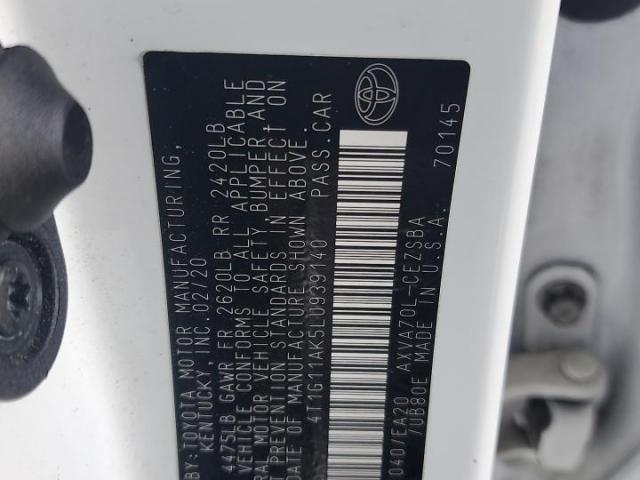 BY: TOYOTA MOTOR MANUFACTURING,
KENTUCKY, INC. 02/20
4475LB GAWR FR 2620LB RR 2420LB
VEHICLE CONFORMS TO ALL APPLICABLE
RAL MOTOR VEHICLE SAFETY BUMPER, AND
T PREVENTION STANDARDS IN EFFECT ON
DATE OF MANUFACTURE SHOWN ABOVE.
4T1G11AK5LU939140 PASS. CAR
040/EA20 AXVA70L-CEZSBA
7UB80E MADE IN U.S.A. 70145